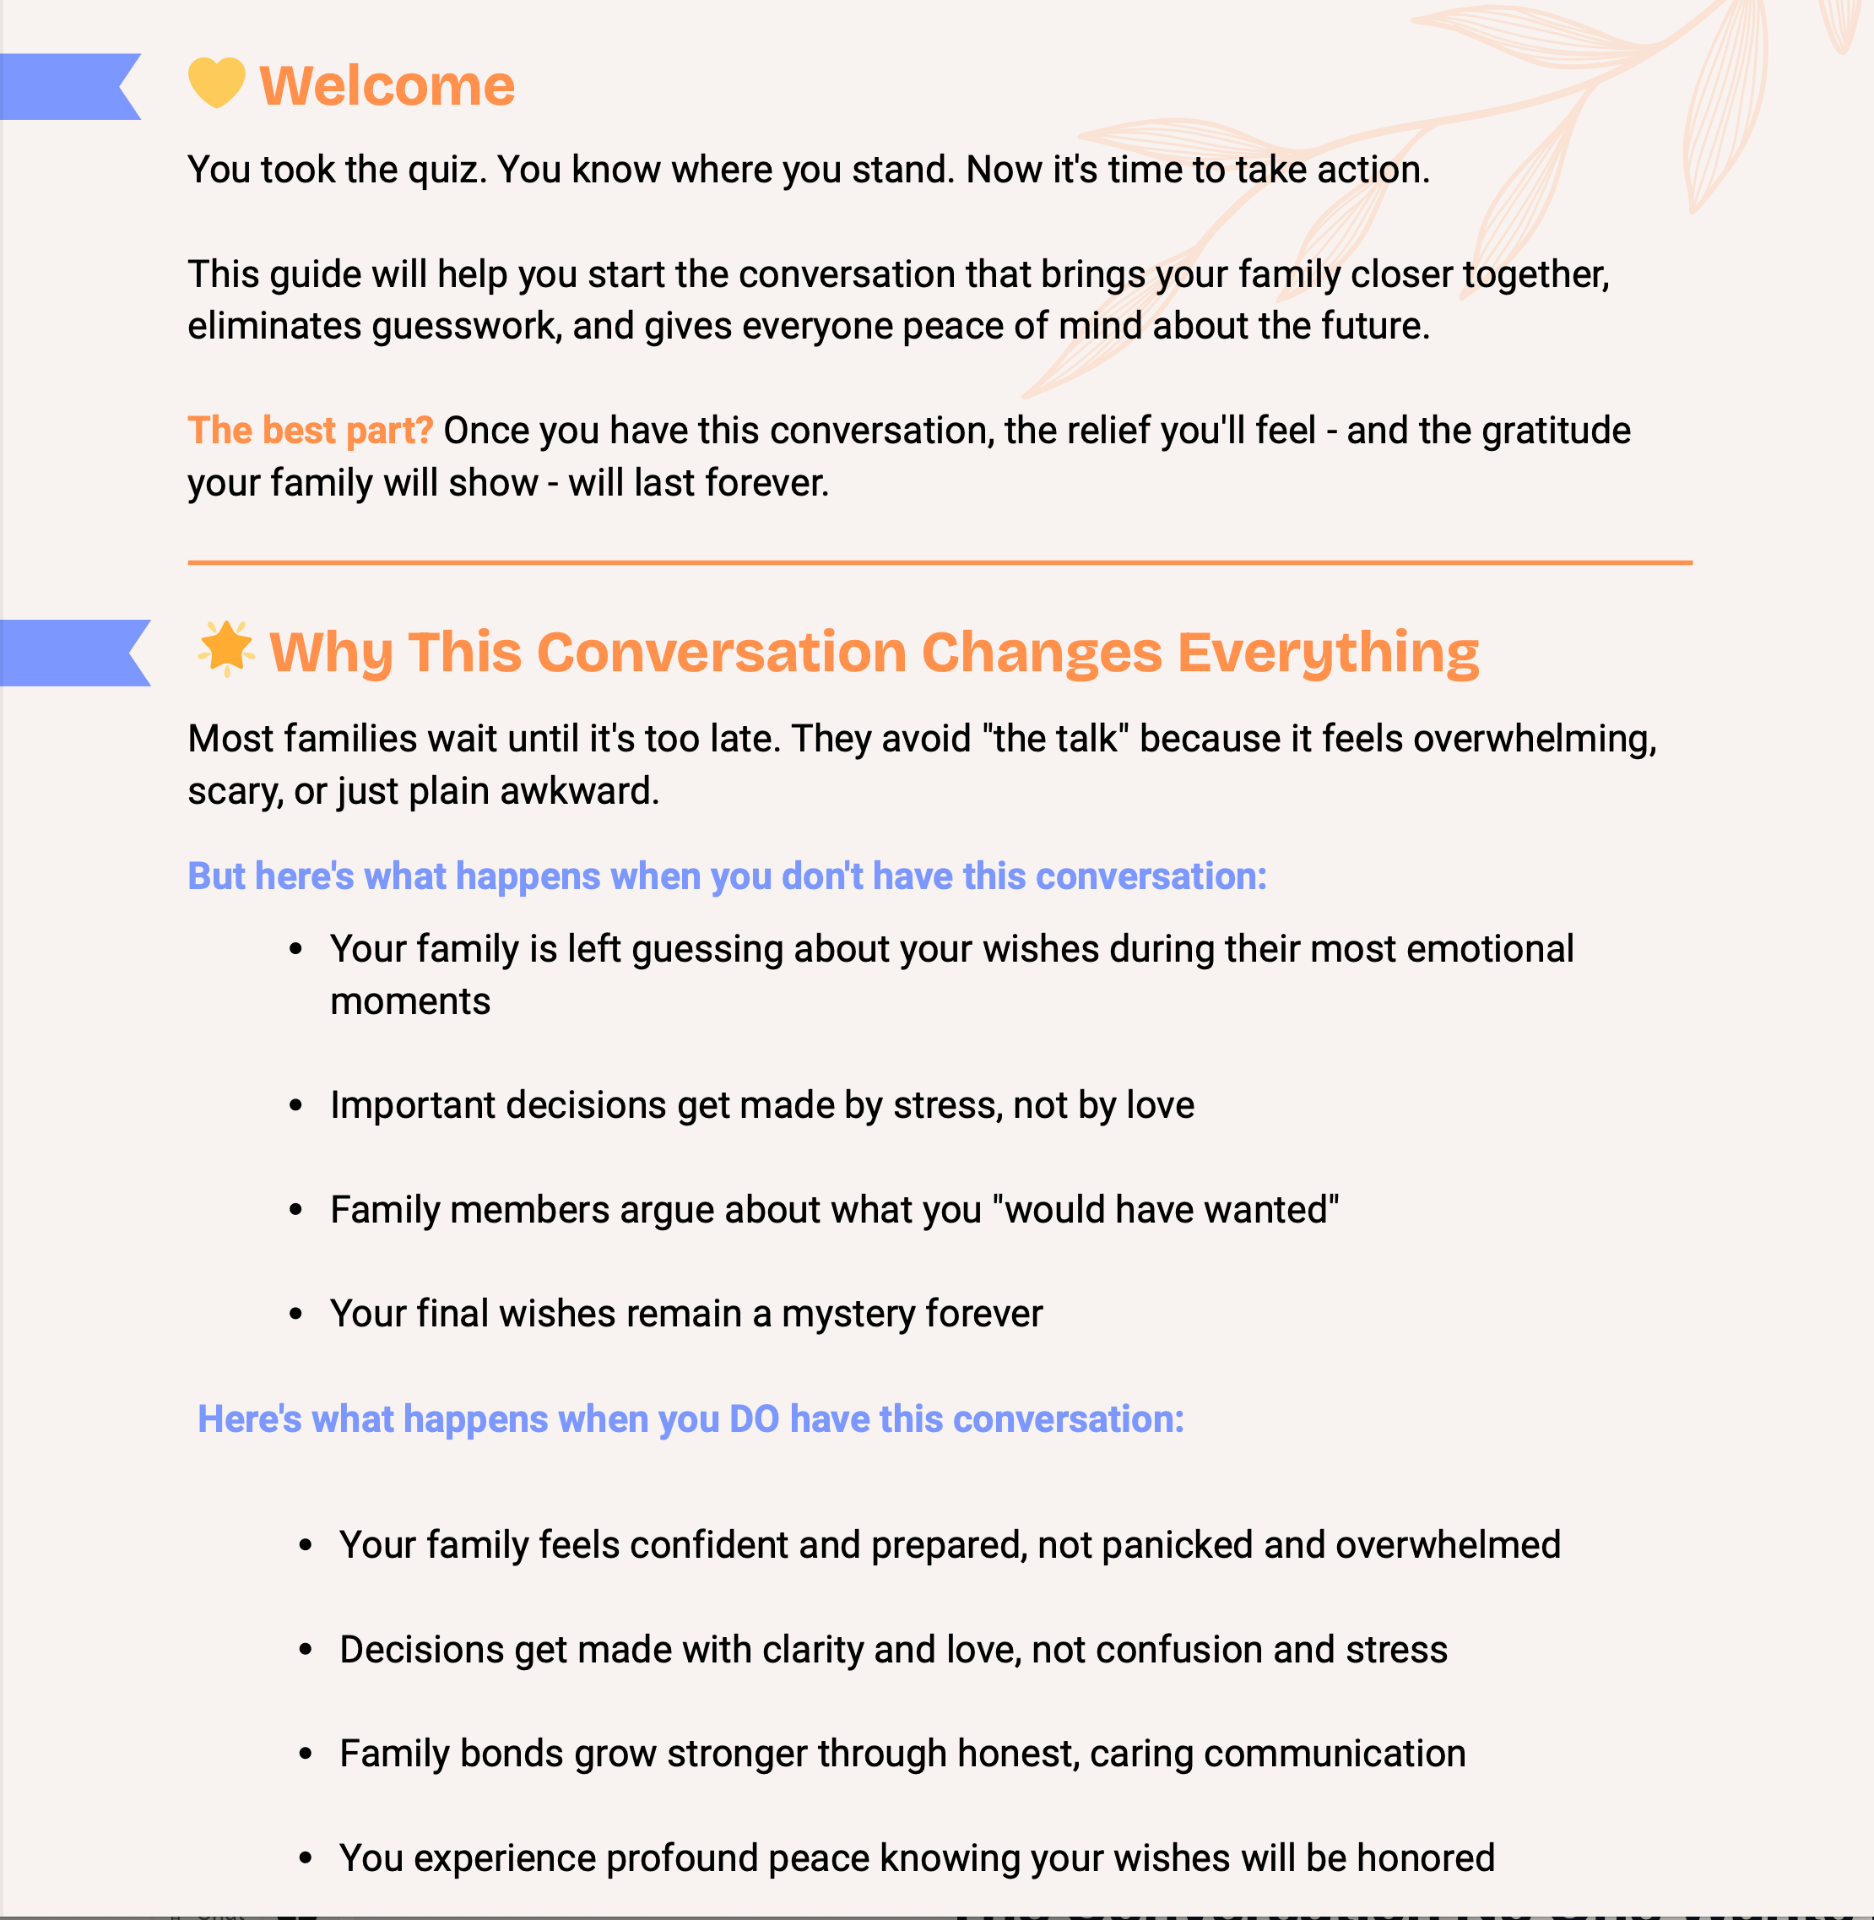 💛 Welcome
You took the quiz. You know where you stand. Now it's time to take action.
This guide will help you start the conversation that brings your family closer together,
eliminates guesswork, and gives everyone peace of mind about the future.
The best part? Once you have this conversation, the relief you'll feel - and the gratitude
your family will show - will last forever.
🌟 Why This Conversation Changes Everything
Most families wait until it's too late. They avoid "the talk" because it feels overwhelming,
scary, or just plain awkward.
But here's what happens when you don't have this conversation:
• Your family is left guessing about your wishes during their most emotional
moments
• Important decisions get made by stress, not by love
• Family members argue about what you "would have wanted"
• Your final wishes remain a mystery forever
Here's what happens when you DO have this conversation:
• Your family feels confident and prepared, not panicked and overwhelmed
• Decisions get made with clarity and love, not confusion and stress
• Family bonds grow stronger through honest, caring communication
• You experience profound peace knowing your wishes will be honored